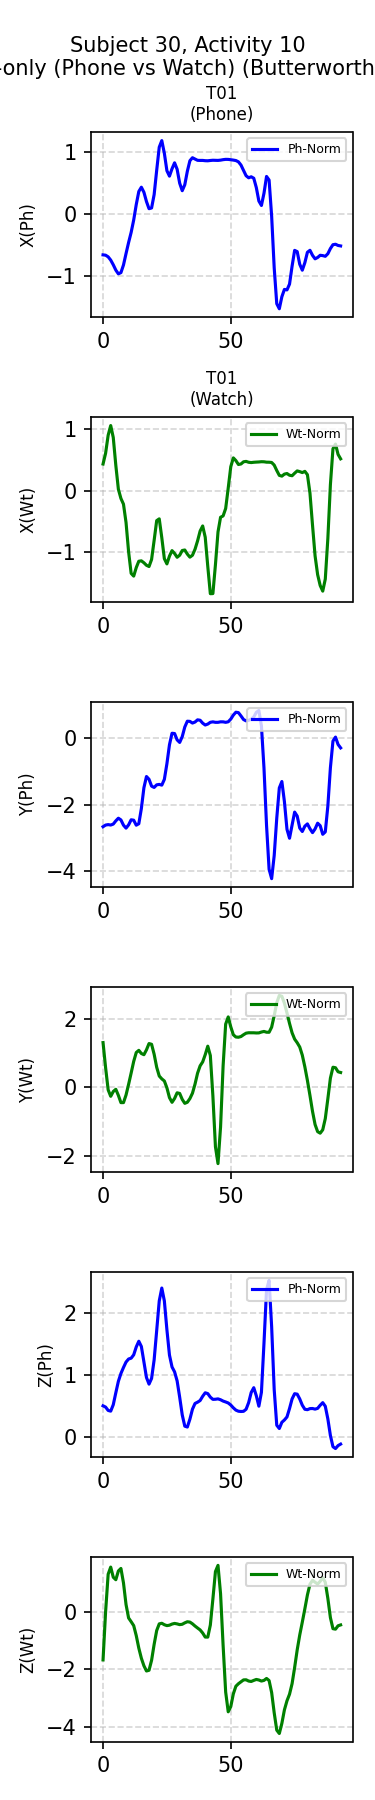 Subject 30, Activity 10
-only (Phone vs Watch) (Butterworth
T01
(Phone)
Ph-Norm
X(Ph)
1
0
−1
0
50
T01
(Watch)
Wt-Norm
X(Wt)
1
0
−1
0
50
Ph-Norm
Y(Ph)
0
−2
−4
0
50
Wt-Norm
Y(Wt)
2
0
−2
0
50
Ph-Norm
Z(Ph)
2
1
0
0
50
Wt-Norm
Z(Wt)
0
−2
−4
0
50